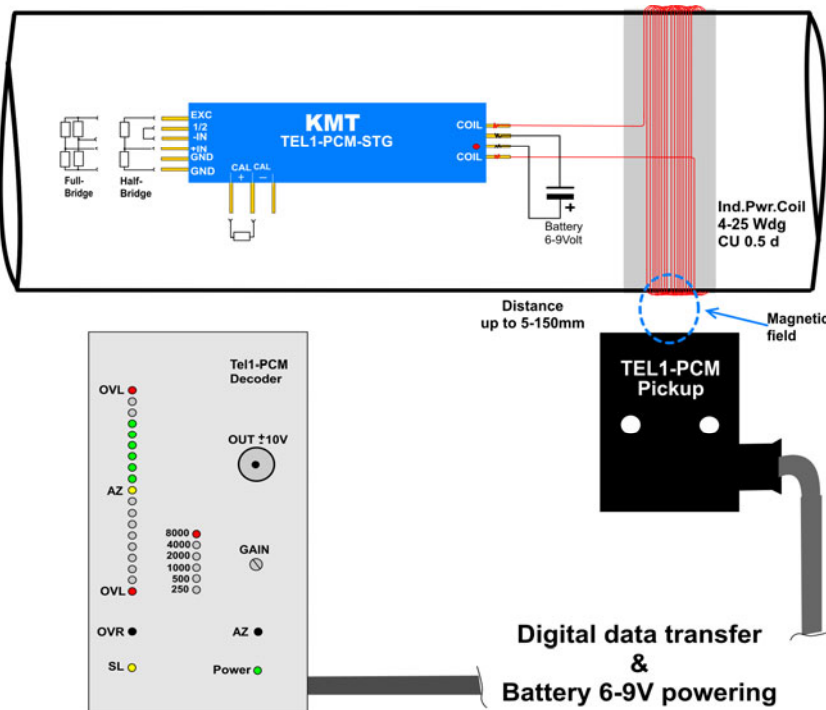 KMT
TEL1-PCM-STG
EXC
1/2
-IN
+IN
GND
GND
CAL
+
CAL
−
COIL
COIL
Full-
Bridge
Half-
Bridge
Battery
6-9Volt
+
Ind.Pwr.Coil
4-25 Wdg
CU 0.5 d
Distance
up to 5-150mm
Magnetic
field
TEL1-PCM
Pickup
Tel1-PCM
Decoder
OVL
OUT ±10V
AZ
8000
4000
2000
1000
500
250
GAIN
OVL
OVR
AZ
SL
Power
Digital data transfer
&
Battery 6-9V powering